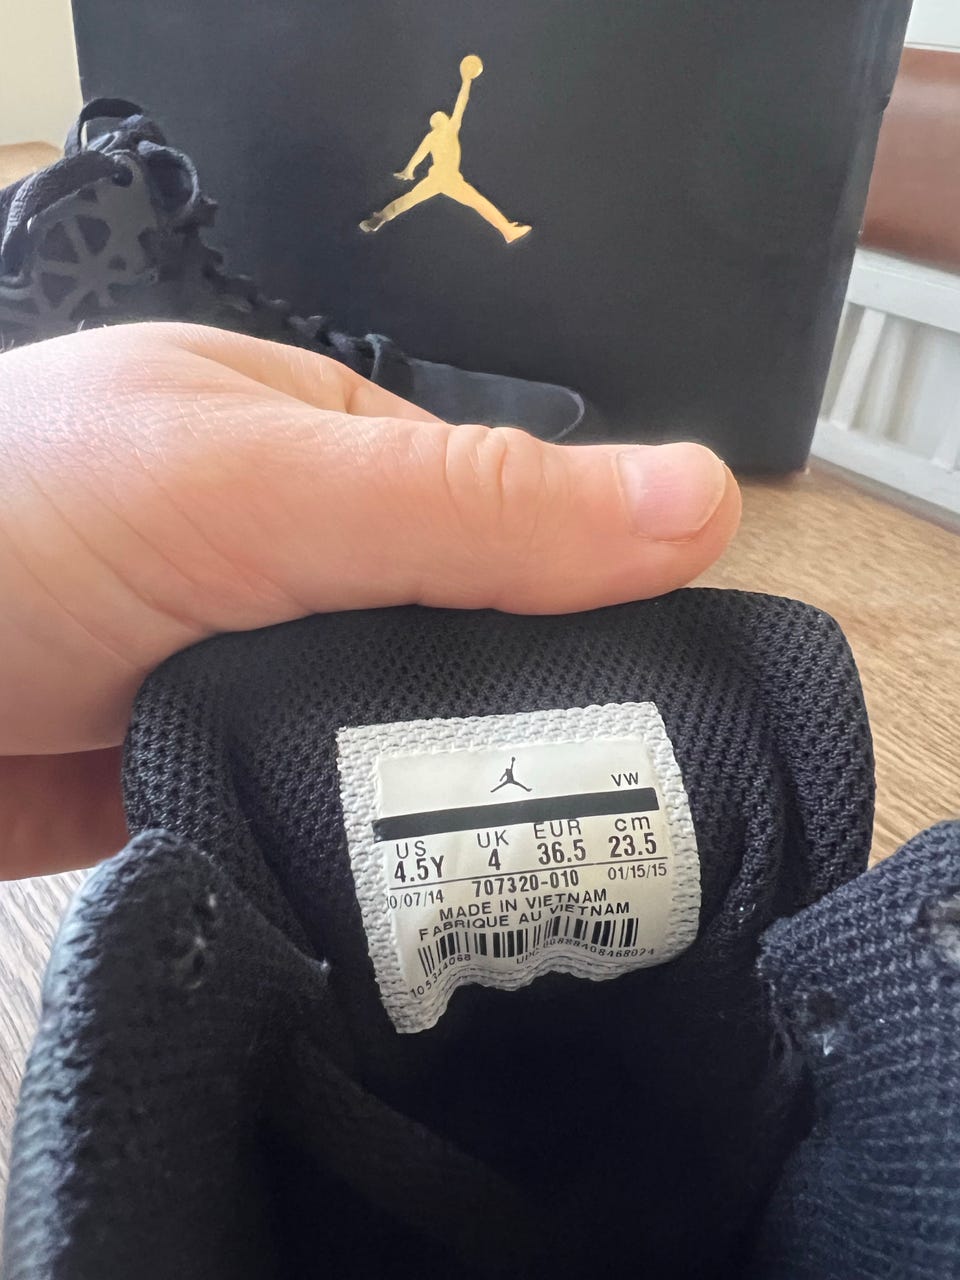 VW
US UK EUR cm
4.5Y 4 36.5 23.5
10/07/14 707320-010 01/15/15
MADE IN VIETNAM
FABRIQUE AU VIETNAM
UPC